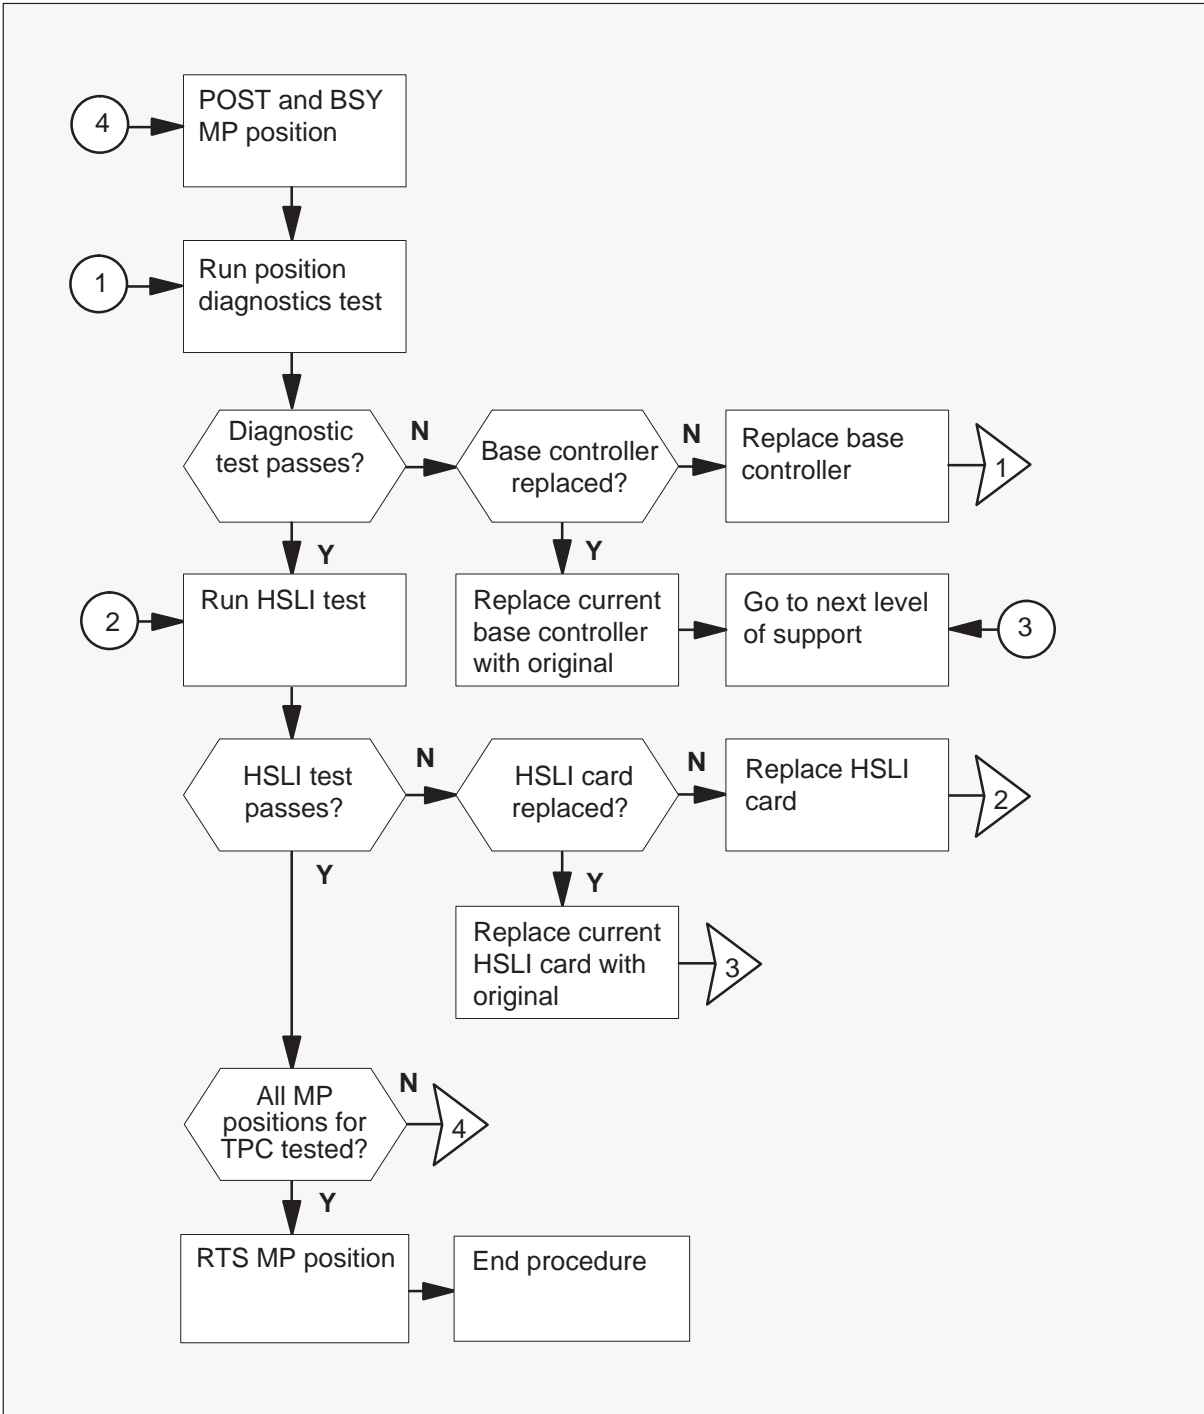 4
POST and BSY
MP position
1
Run position
diagnostics test
Diagnostic
test passes?
N
Base controller
replaced?
N
Replace base
controller
1
Y
Y
2
Run HSLI test
Replace current
base controller
with original
Go to next level
of support
3
HSLI test
passes?
N
HSLI card
replaced?
N
Replace HSLI
card
2
Y
Y
Replace current
HSLI card with
original
3
All MP
positions for
TPC tested?
N
4
Y
RTS MP position
End procedure